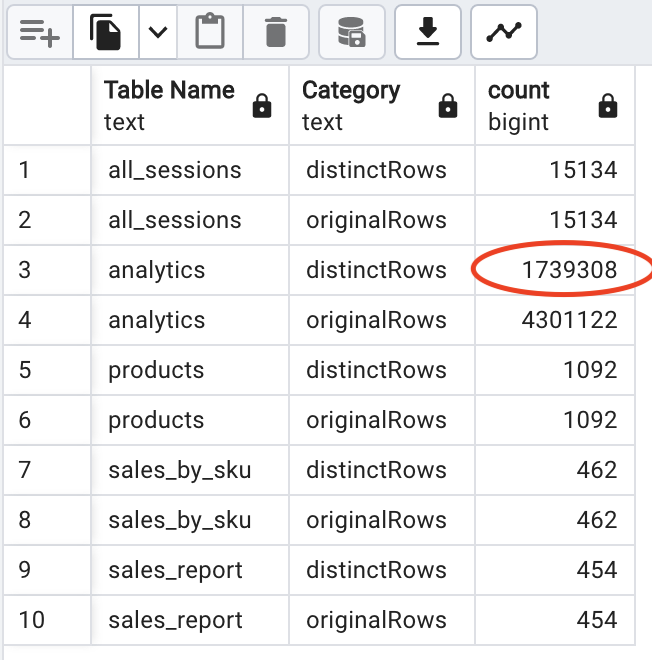 Table Name Category count
text text bigint
1 all_sessions distinctRows 15134
2 all_sessions originalRows 15134
3 analytics distinctRows 1739308
4 analytics originalRows 4301122
5 products distinctRows 1092
6 products originalRows 1092
7 sales_by_sku distinctRows 462
8 sales_by_sku originalRows 462
9 sales_report distinctRows 454
10 sales_report originalRows 454